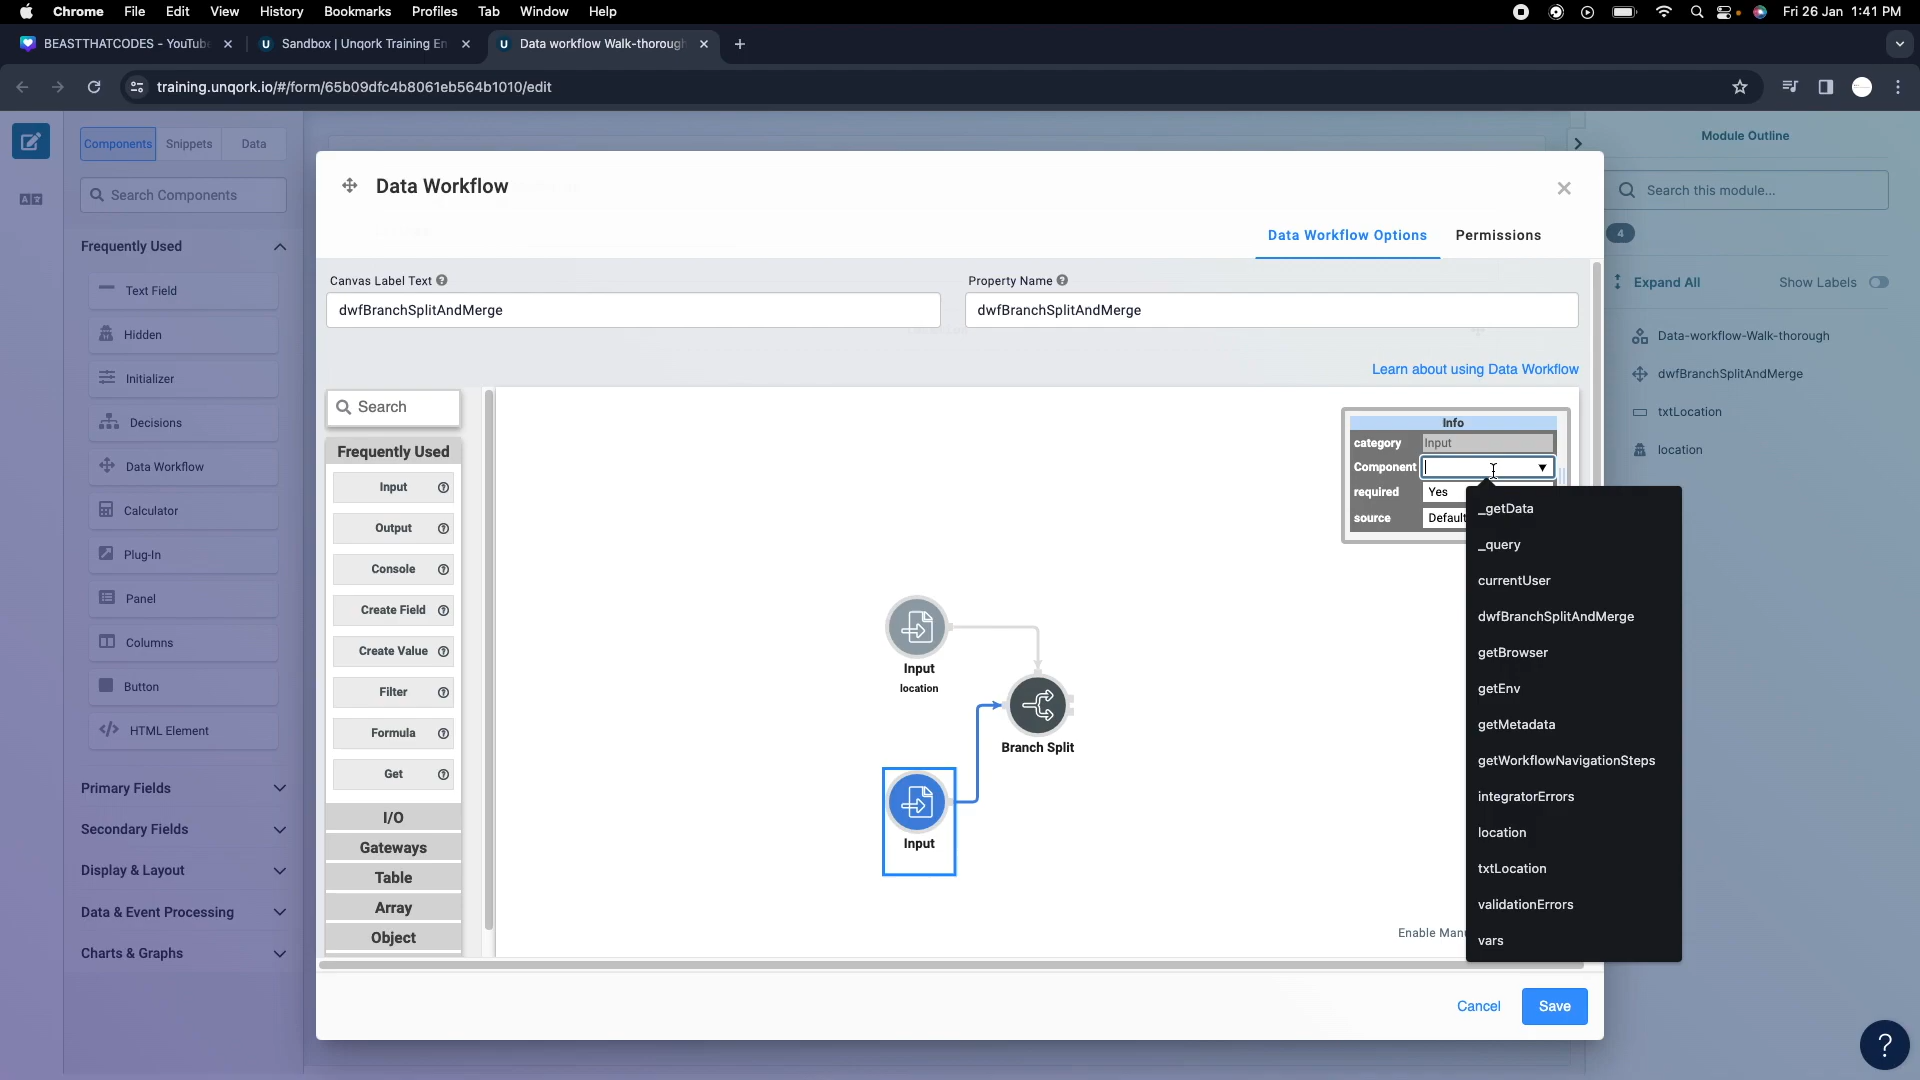 Chrome File Edit View History Bookmarks Profiles Tab Window Help Fri 26 Jan 1:41 PM
BEASTTHATCODES - YouTube Sandbox | Unqork Training En Data workflow Walk-thorough
training.unqork.io/#/form/65b09dfc4b8061eb564b1010/edit
Components Snippets Data
Search Components
Frequently Used
Text Field
Hidden
Initializer
Decisions
Data Workflow
Calculator
Plug-In
Panel
Columns
Button
HTML Element
Primary Fields
Secondary Fields
Display & Layout
Data & Event Processing
Charts & Graphs
Data Workflow
Data Workflow Options Permissions
Canvas Label Text
dwfBranchSplitAndMerge
Property Name
dwfBranchSplitAndMerge
Learn about using Data Workflow
Search
Frequently Used
Input
Output
Console
Create Field
Create Value
Filter
Formula
Get
I/O
Gateways
Table
Array
Object
Input
location
Branch Split
Input
Info
category Input
Component
required Yes
source Default
_getData
_query
currentUser
dwfBranchSplitAndMerge
getBrowser
getEnv
getMetadata
getWorkflowNavigationSteps
integratorErrors
location
txtLocation
validationErrors
vars
Enable Manu
Cancel Save
Module Outline
Search this module...
4
Expand All Show Labels
Data-workflow-Walk-thorough
dwfBranchSplitAndMerge
txtLocation
location
?